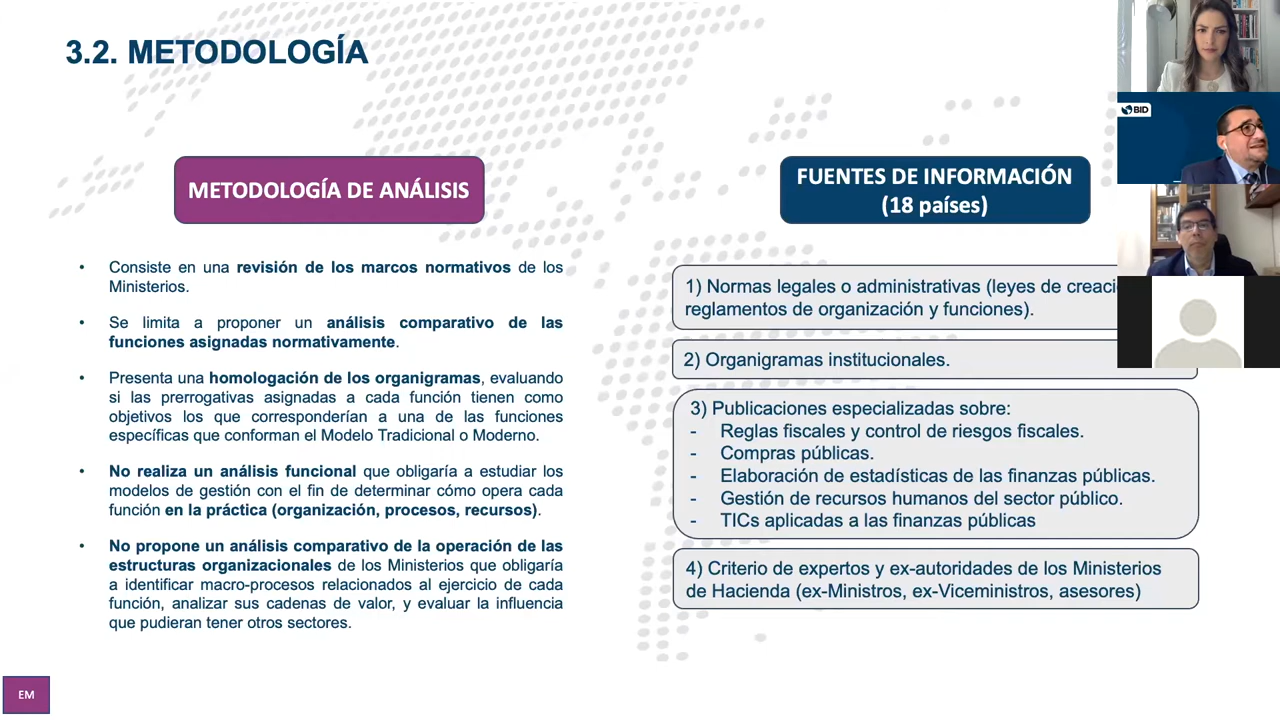 3.2. METODOLOGÍA
METODOLOGÍA DE ANÁLISIS
• Consiste en una revisión de los marcos normativos de los
Ministerios.
• Se limita a proponer un análisis comparativo de las
funciones asignadas normativamente.
• Presenta una homologación de los organigramas, evaluando
si las prerrogativas asignadas a cada función tienen como
objetivos los que corresponderían a una de las funciones
específicas que conforman el Modelo Tradicional o Moderno.
• No realiza un análisis funcional que obligaría a estudiar los
modelos de gestión con el fin de determinar cómo opera cada
función en la práctica (organización, procesos, recursos).
• No propone un análisis comparativo de la operación de las
estructuras organizacionales de los Ministerios que obligaría
a identificar macro-procesos relacionados al ejercicio de cada
función, analizar sus cadenas de valor, y evaluar la influencia
que pudieran tener otros sectores.
FUENTES DE INFORMACIÓN
(18 países)
1) Normas legales o administrativas (leyes de creaci
reglamentos de organización y funciones).
2) Organigramas institucionales.
3) Publicaciones especializadas sobre:
- Reglas fiscales y control de riesgos fiscales.
- Compras públicas.
- Elaboración de estadísticas de las finanzas públicas.
- Gestión de recursos humanos del sector público.
- TICs aplicadas a las finanzas públicas
4) Criterio de expertos y ex-autoridades de los Ministerios
de Hacienda (ex-Ministros, ex-Viceministros, asesores)
BID
EM